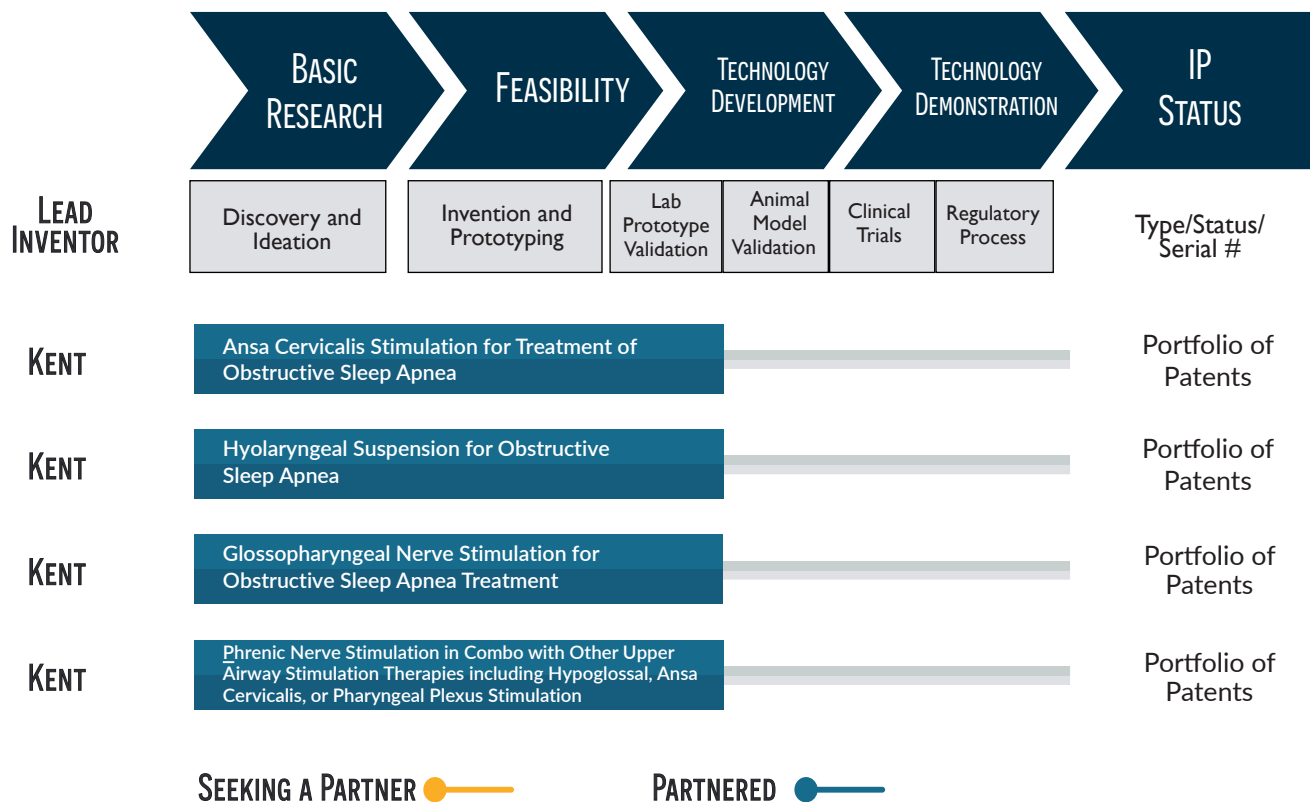 BASIC
RESEARCH
FEASIBILITY
TECHNOLOGY
DEVELOPMENT
TECHNOLOGY
DEMONSTRATION
IP
STATUS
LEAD
INVENTOR
Discovery and
Ideation
Invention and
Prototyping
Lab
Prototype
Validation
Animal
Model
Validation
Clinical
Trials
Regulatory
Process
Type/Status/
Serial #
KENT
Ansa Cervicalis Stimulation for Treatment of
Obstructive Sleep Apnea
Portfolio of
Patents
KENT
Hyolaryngeal Suspension for Obstructive
Sleep Apnea
Portfolio of
Patents
KENT
Glossopharyngeal Nerve Stimulation for
Obstructive Sleep Apnea Treatment
Portfolio of
Patents
KENT
Phrenic Nerve Stimulation in Combo with Other Upper
Airway Stimulation Therapies including Hypoglossal, Ansa
Cervicalis, or Pharyngeal Plexus Stimulation
Portfolio of
Patents
SEEKING A PARTNER
PARTNERED